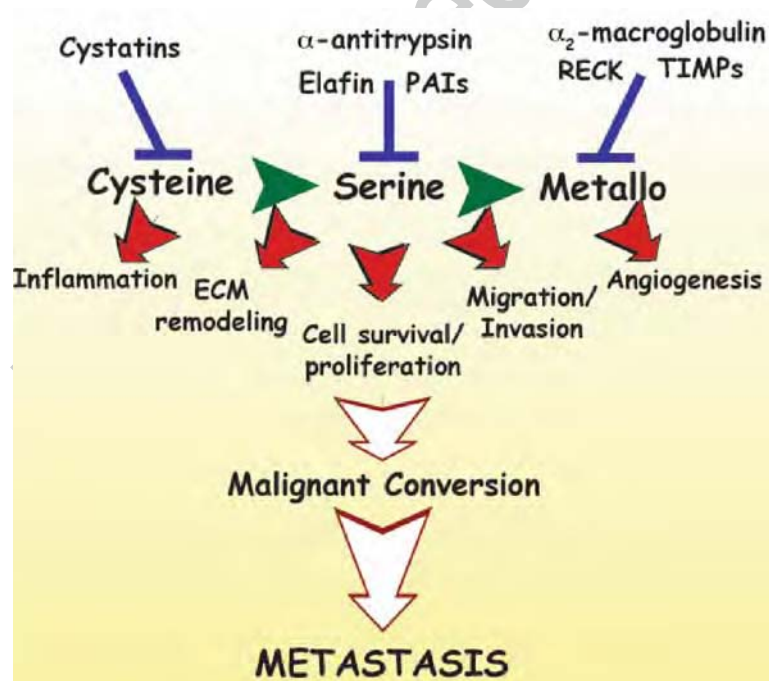 Cystatins
α-antitrypsin
Elafin PAIs
α₂-macroglobulin
RECK TIMPs
Cysteine Serine Metallo
Inflammation
ECM
remodeling
Cell survival/
proliferation
Migration/
Invasion
Angiogenesis
Malignant Conversion
METASTASIS